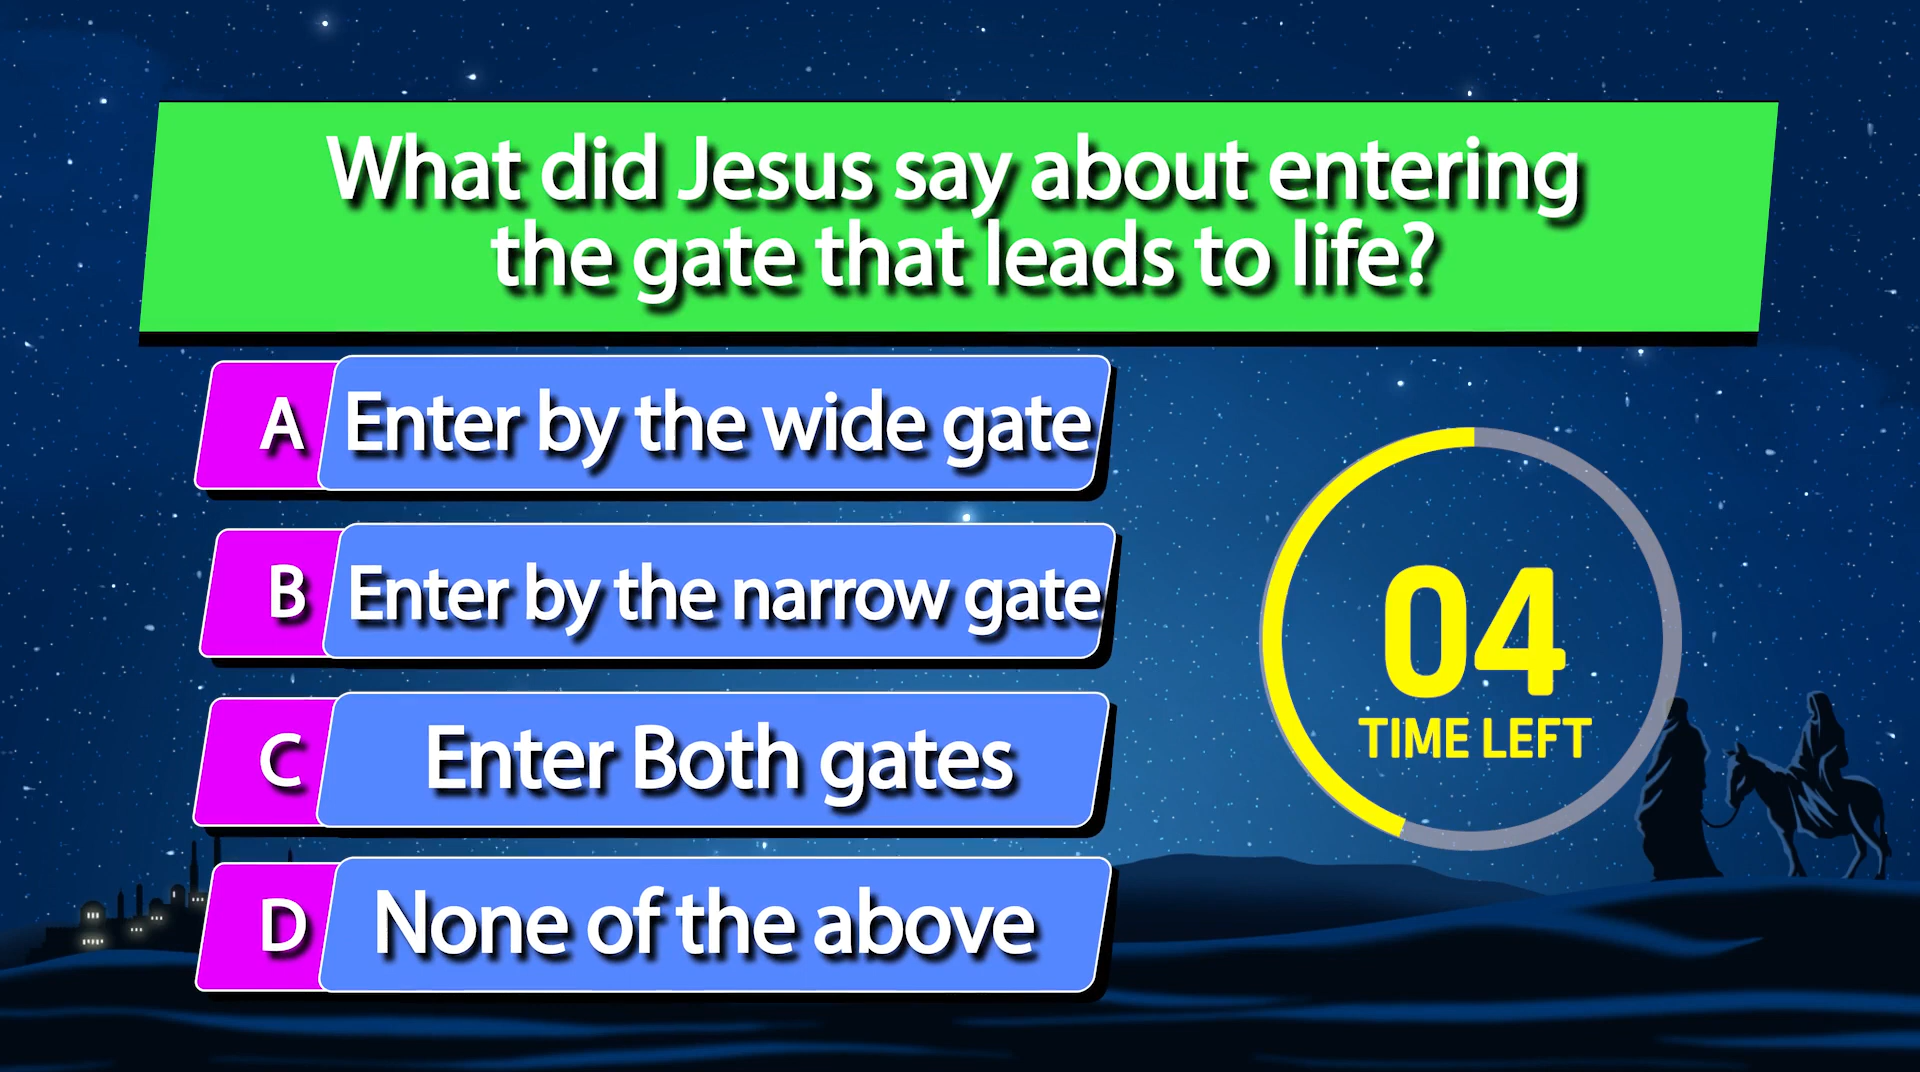 What did Jesus say about entering
the gate that leads to life?
A Enter by the wide gate
B Enter by the narrow gate
C Enter Both gates
D None of the above
04
TIME LEFT